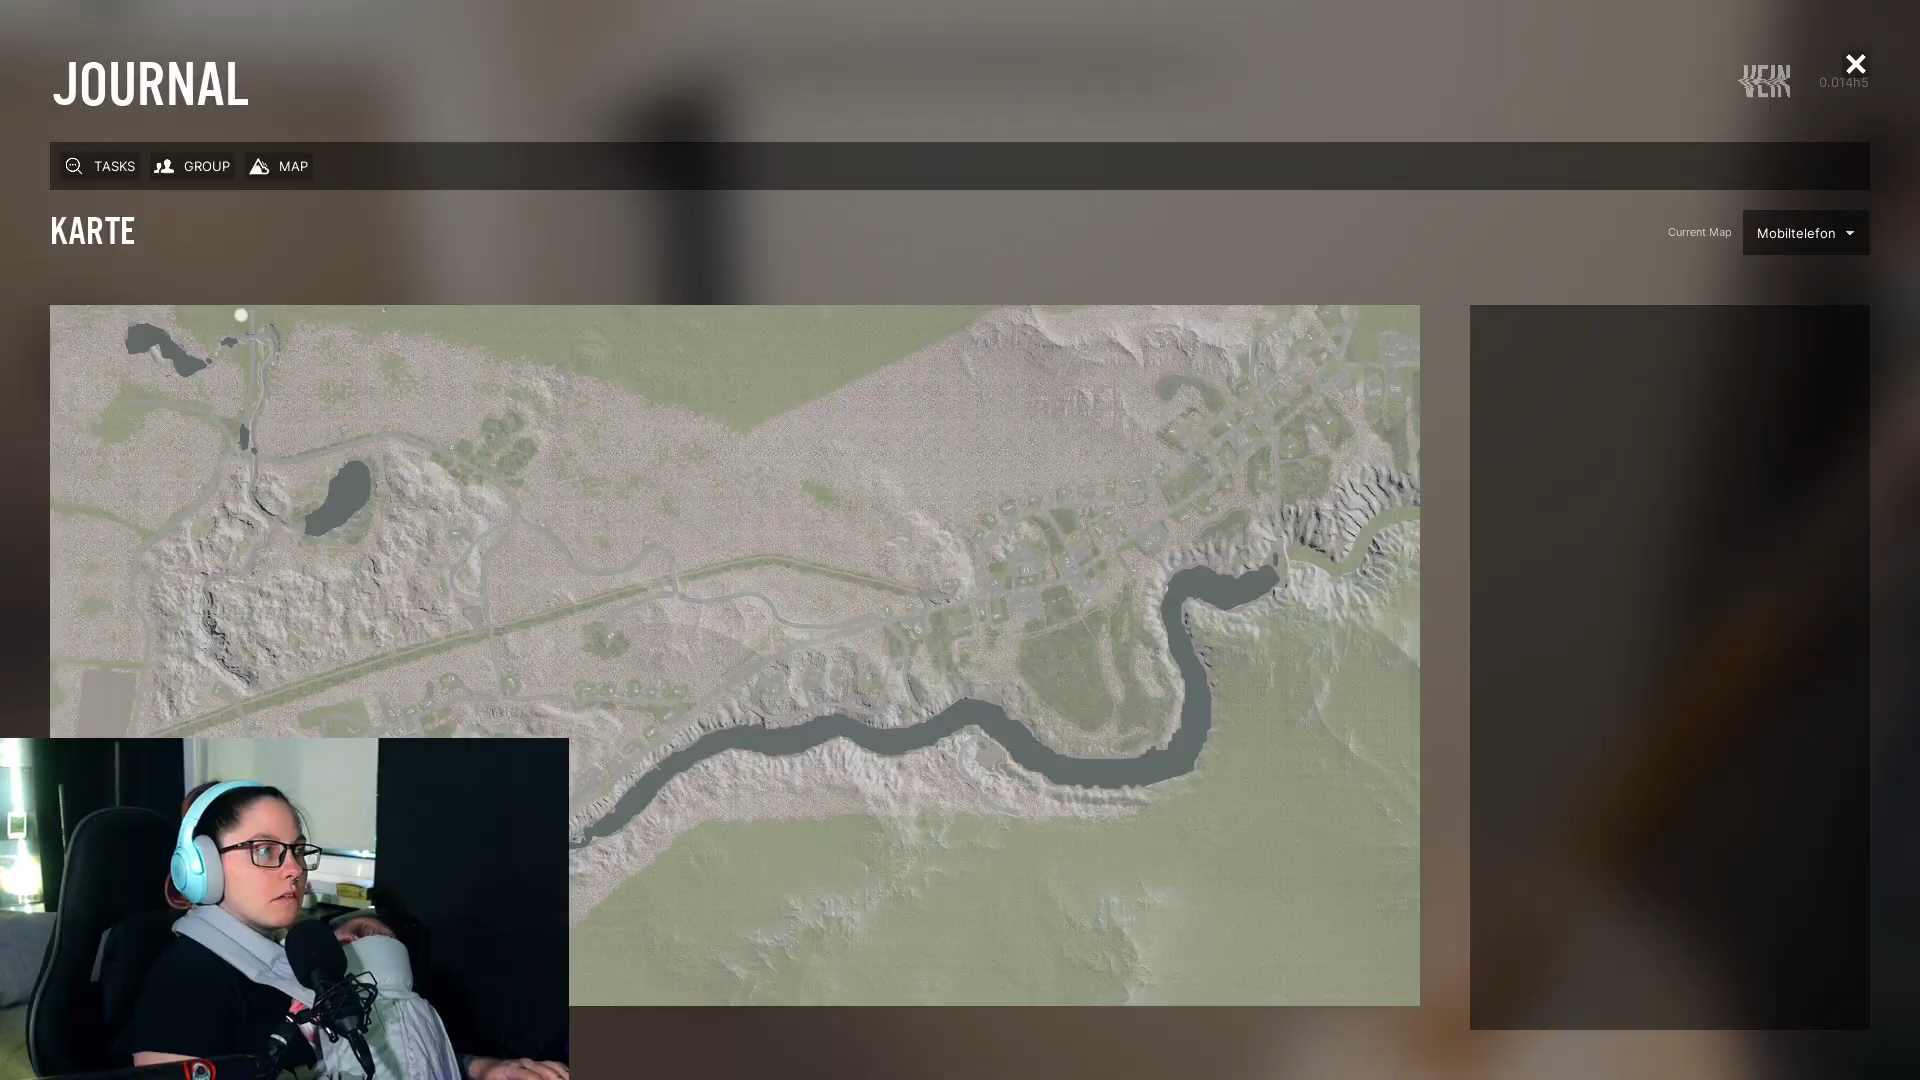 JOURNAL
VEIN
0.014h5
TASKS
GROUP
MAP
KARTE
Current Map
Mobiltelefon